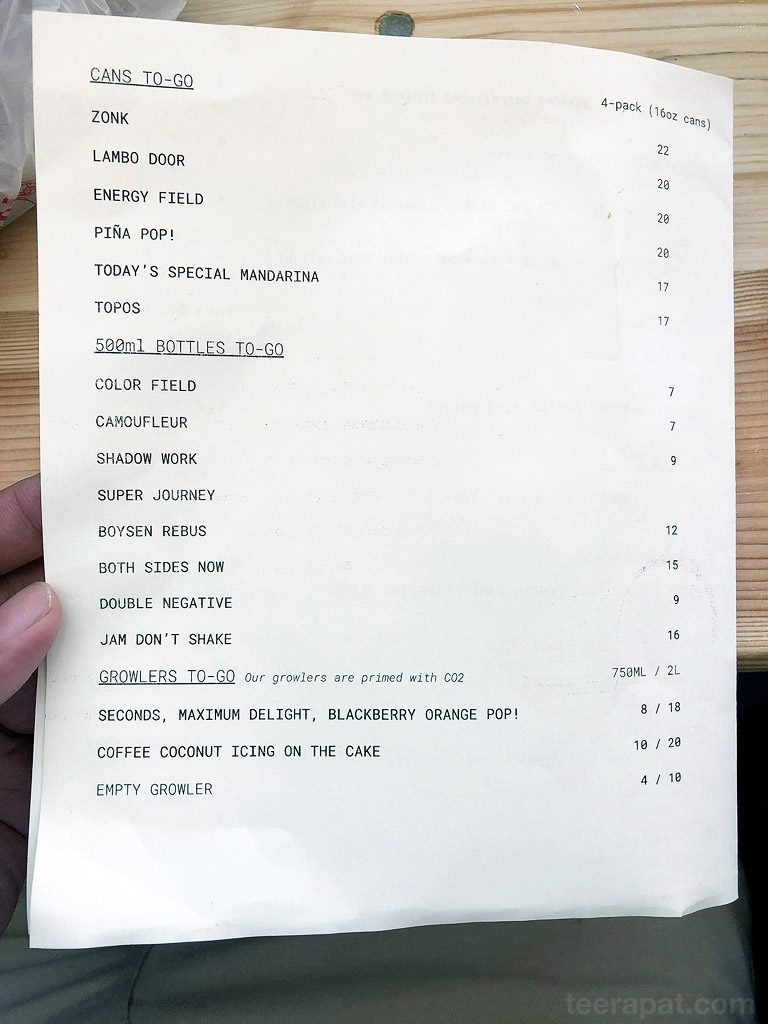 CANS TO-GO 4-pack (16oz cans)
ZONK 22
LAMBO DOOR 20
ENERGY FIELD 20
PIÑA POP! 20
TODAY'S SPECIAL MANDARINA 17
TOPOS 17
500ml BOTTLES TO-GO
COLOR FIELD 7
CAMOUFLEUR 7
SHADOW WORK 9
SUPER JOURNEY
BOYSEN REBUS 12
BOTH SIDES NOW 15
DOUBLE NEGATIVE 9
JAM DON'T SHAKE 16
GROWLERS TO-GO Our growlers are primed with CO2 750ML / 2L
SECONDS, MAXIMUM DELIGHT, BLACKBERRY ORANGE POP! 8 / 18
COFFEE COCONUT ICING ON THE CAKE 10 / 20
EMPTY GROWLER 4 / 10
teerapat.com